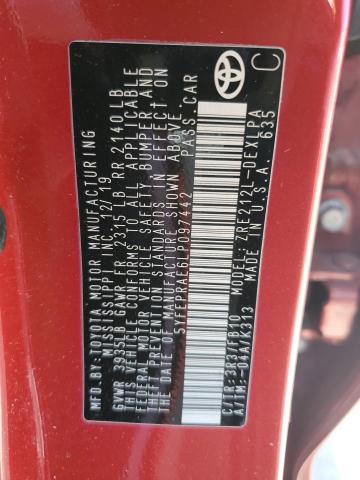 MFD.BY:TOYOTA MOTOR MANUFACTURING
MISSISSIPPI INC. 12/19
GVWR 3935LB GAWR FR 2315LB RR 2140LB
THIS VEHICLE CONFORMS TO ALL APPLICABLE
FEDERAL MOTOR VEHICLE SAFETY, BUMPER, AND
THEFT PREVENTION STANDARDS IN EFFECT ON
THE DATE OF MANUFACTURE SHOWN ABOVE.
5YFEPRAE6LP097442 PASS.CAR
C/TR: 3R3/FB10 MODEL: ZRE212L-DEXLPA
A/TM: -04A/K313 MADE IN U.S.A. 635
TOYOTA
C